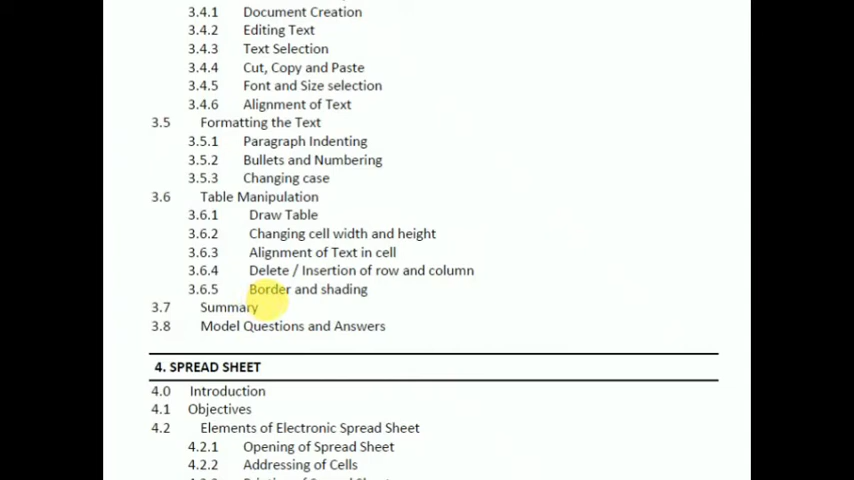 3.4.1 Document Creation
3.4.2 Editing Text
3.4.3 Text Selection
3.4.4 Cut, Copy and Paste
3.4.5 Font and Size selection
3.4.6 Alignment of Text
3.5 Formatting the Text
3.5.1 Paragraph Indenting
3.5.2 Bullets and Numbering
3.5.3 Changing case
3.6 Table Manipulation
3.6.1 Draw Table
3.6.2 Changing cell width and height
3.6.3 Alignment of Text in cell
3.6.4 Delete / Insertion of row and column
3.6.5 Border and shading
3.7 Summary
3.8 Model Questions and Answers
4. SPREAD SHEET
4.0 Introduction
4.1 Objectives
4.2 Elements of Electronic Spread Sheet
4.2.1 Opening of Spread Sheet
4.2.2 Addressing of Cells